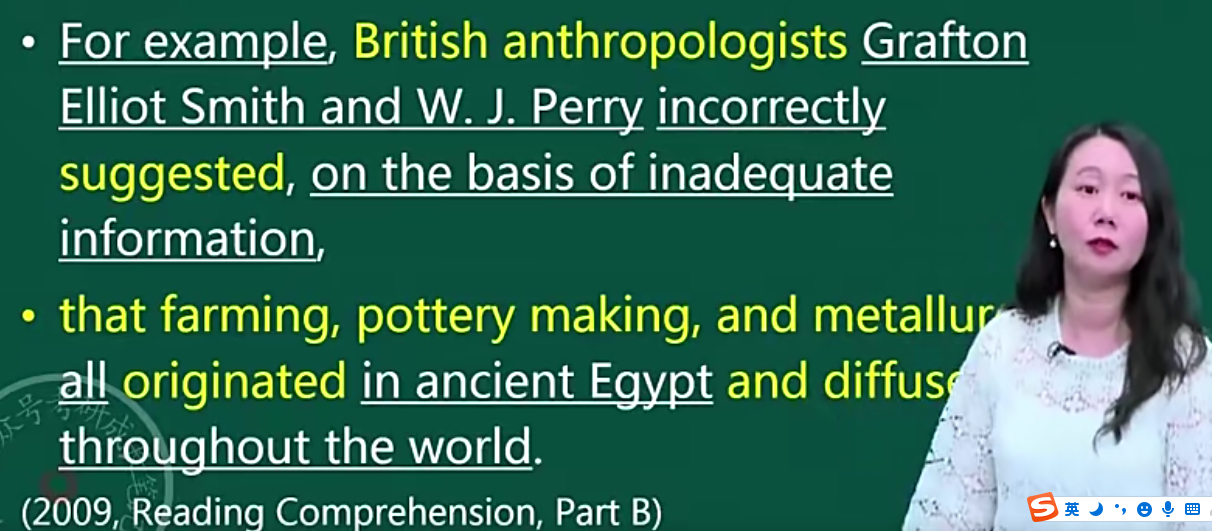 • For example, British anthropologists Grafton
Elliot Smith and W. J. Perry incorrectly
suggested, on the basis of inadequate
information,
• that farming, pottery making, and metallur
all originated in ancient Egypt and diffuse
throughout the world.
(2009, Reading Comprehension, Part B)
英